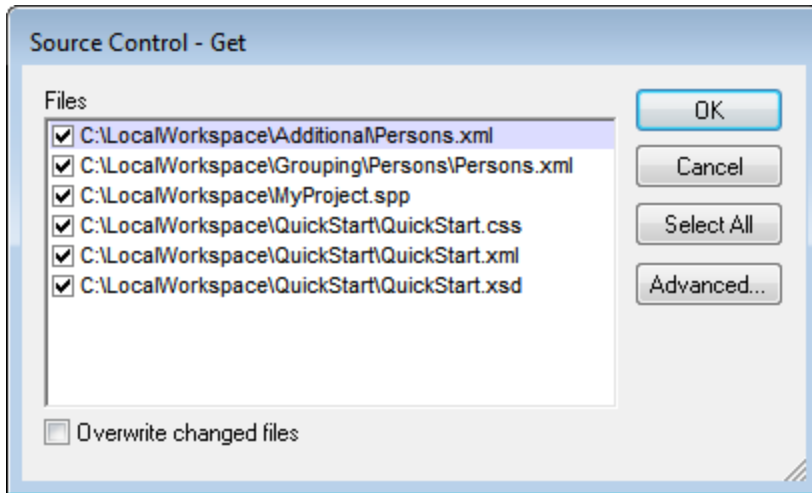 Source Control - Get
Files
C:\LocalWorkspace\Additional\Persons.xml
C:\LocalWorkspace\Grouping\Persons\Persons.xml
C:\LocalWorkspace\MyProject.spp
C:\LocalWorkspace\QuickStart\QuickStart.css
C:\LocalWorkspace\QuickStart\QuickStart.xml
C:\LocalWorkspace\QuickStart\QuickStart.xsd
OK
Cancel
Select All
Advanced...
Overwrite changed files